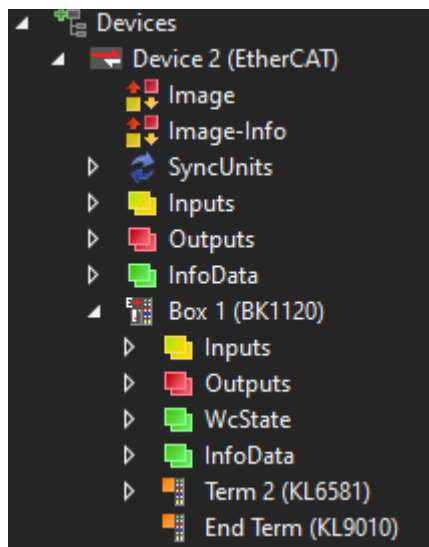 Devices
Device 2 (EtherCAT)
Image
Image-Info
SyncUnits
Inputs
Outputs
InfoData
Box 1 (BK1120)
Inputs
Outputs
WcState
InfoData
Term 2 (KL6581)
End Term (KL9010)